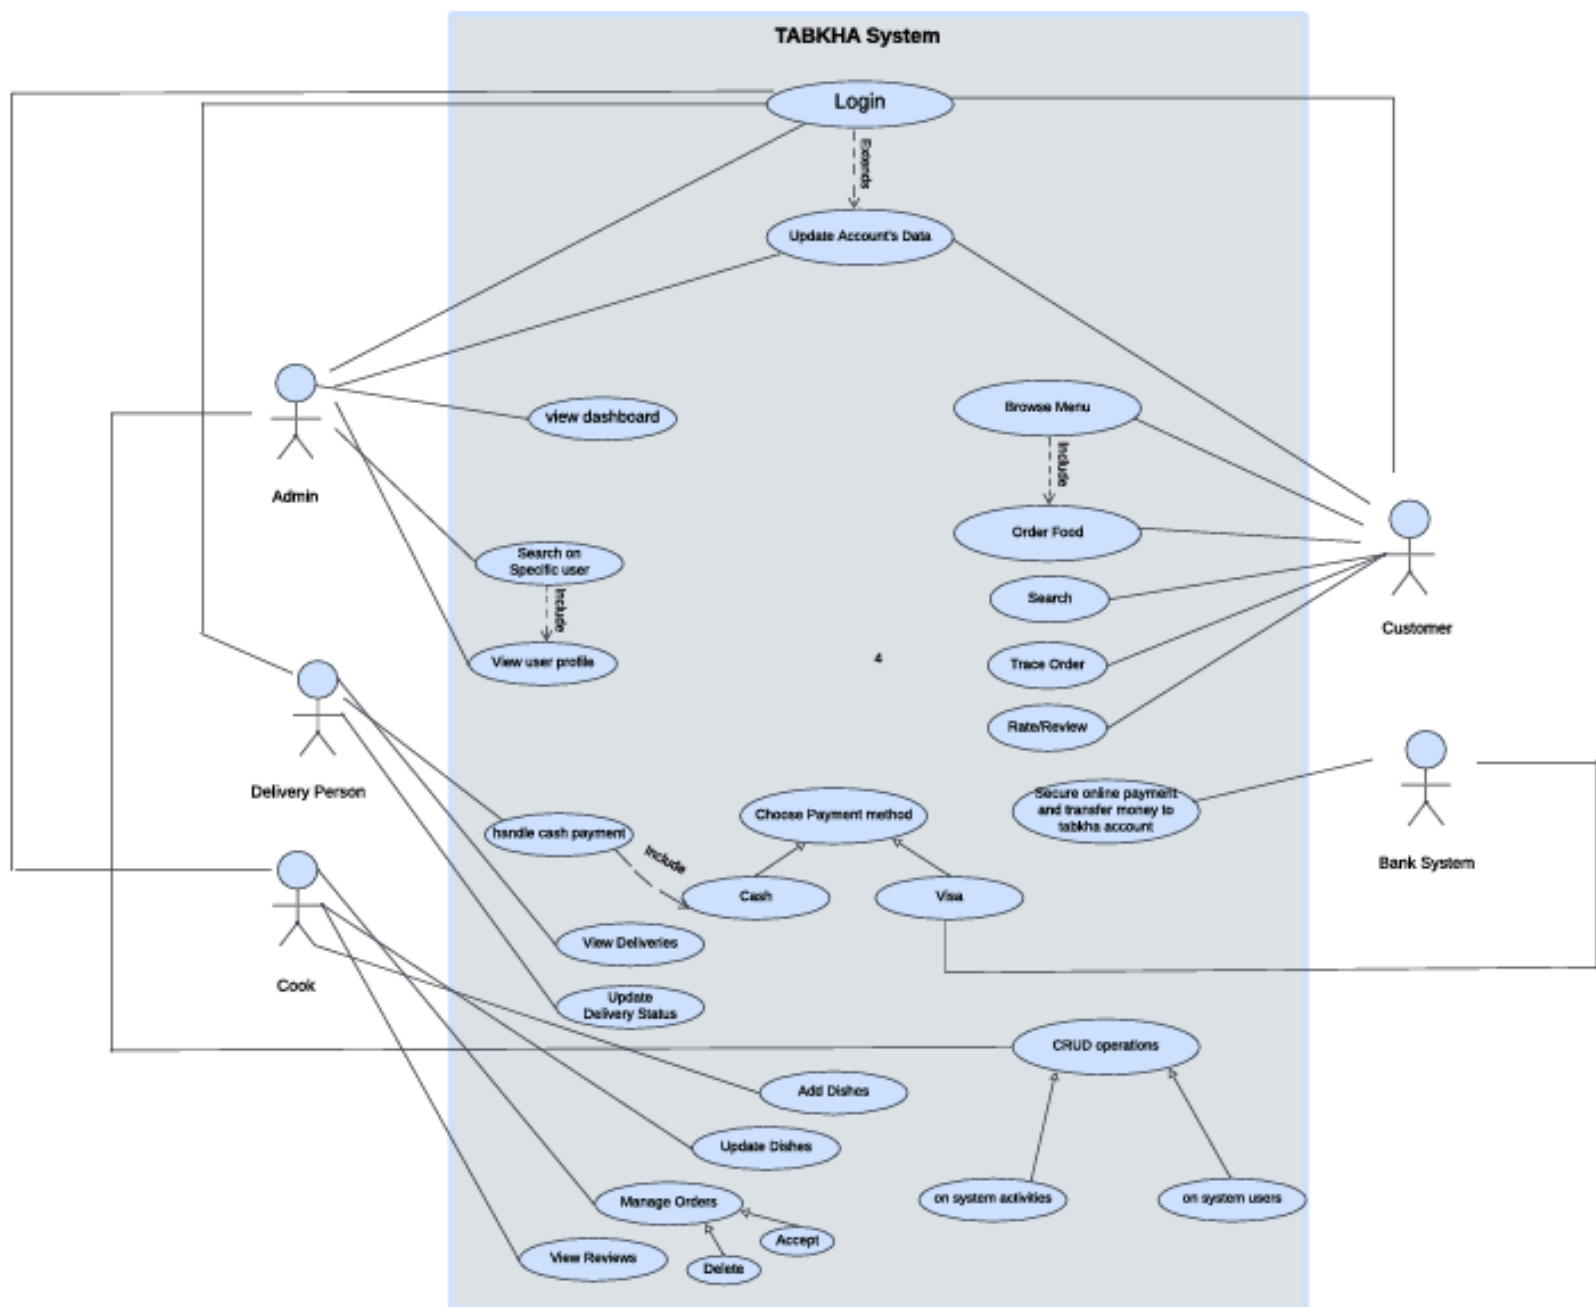 TABKHA System
Login
Extends
Update Account's Data
view dashboard
Browse Menu
Include
Admin
Order Food
Search on
Specific user
Include
Search
Customer
View user profile
4
Trace Order
Rate/Review
Delivery Person
Secure online payment
and transfer money to
tabkha account
Choose Payment method
handle cash payment
Include
Bank System
Cash
Visa
View Deliveries
Cook
Update
Delivery Status
CRUD operations
Add Dishes
Update Dishes
Manage Orders
on system activities
on system users
Accept
View Reviews
Delete